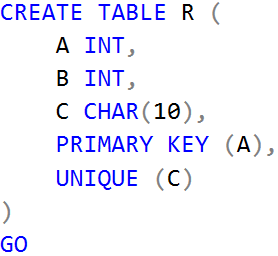 CREATE TABLE R (
    A INT,
    B INT,
    C CHAR(10),
    PRIMARY KEY (A),
    UNIQUE (C)
)
GO